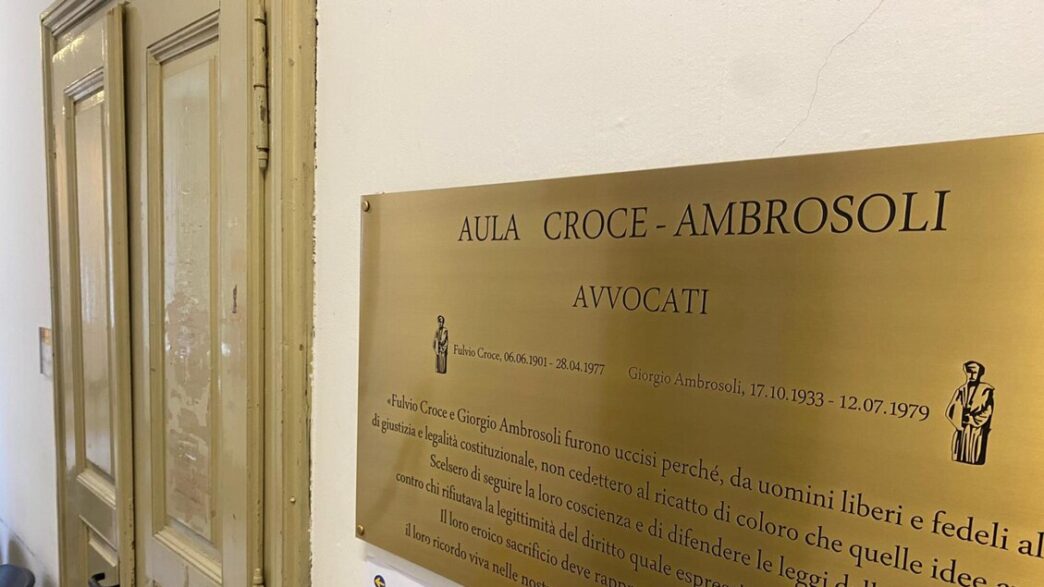 AULA CROCE - AMBROSOLI
AVVOCATI
Fulvio Croce, 06.06.1901 - 28.04.1977
Giorgio Ambrosoli, 17.10.1933 - 12.07.1979
«Fulvio Croce e Giorgio Ambrosoli furono uccisi perché, da uomini liberi e fedeli al
di giustizia e legalità costituzionale, non cedettero al ricatto di coloro che quelle idee
Scelsero di seguire la loro coscienza e di difendere le leggi
contro chi rifiutava la legittimità del diritto quale
Il loro eroico sacrificio deve
il loro ricordo viva nelle